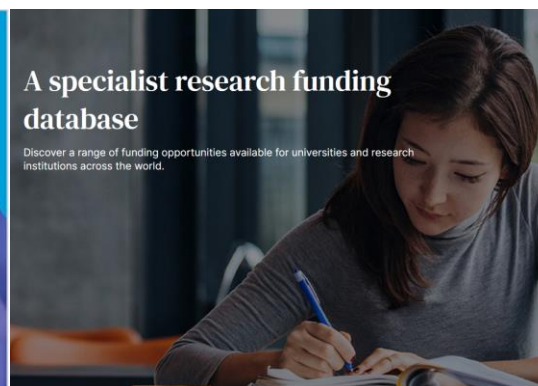 A specialist research funding
database
Discover a range of funding opportunities available for universities and research
institutions across the world.